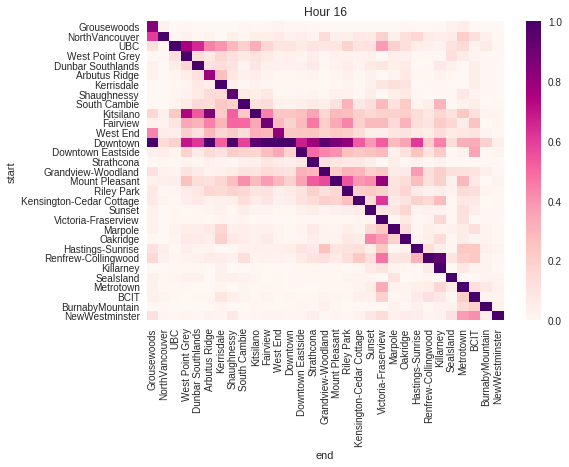 Hour 16
start
Grousewoods
NorthVancouver
UBC
West Point Grey
Dunbar Southlands
Arbutus Ridge
Kerrisdale
Shaughnessy
South Cambie
Kitsilano
Fairview
West End
Downtown
Downtown Eastside
Strathcona
Grandview-Woodland
Mount Pleasant
Riley Park
Kensington-Cedar Cottage
Sunset
Victoria-Fraserview
Marpole
Oakridge
Hastings-Sunrise
Renfrew-Collingwood
Killarney
SeaIsland
Metrotown
BCIT
BurnabyMountain
NewWestminster
1.0
0.8
0.6
0.4
0.2
0.0
Grousewoods
NorthVancouver
UBC
West Point Grey
Dunbar Southlands
Arbutus Ridge
Kerrisdale
Shaughnessy
South Cambie
Kitsilano
Fairview
West End
Downtown
Downtown Eastside
Strathcona
Grandview-Woodland
Mount Pleasant
Riley Park
Kensington-Cedar Cottage
Sunset
Victoria-Fraserview
Marpole
Oakridge
Hastings-Sunrise
Renfrew-Collingwood
Killarney
SeaIsland
Metrotown
BCIT
BurnabyMountain
NewWestminster
end